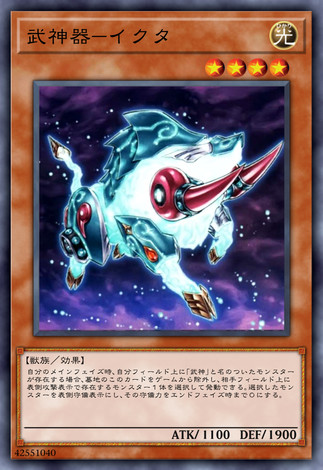 武神器－イクタ
光
【獣族／効果】
自分のメインフェイズ時、自分フィールド上に「武神」と名のついたモンスター
が存在する場合、墓地のこのカードをゲームから除外し、相手フィールド上に
表側攻撃表示で存在するモンスター１体を選択して発動できる。選択したモン
スターを表側守備表示にし、その守備力をエンドフェイズ時まで０にする。
ATK/ 1100 DEF/ 1900
42551040